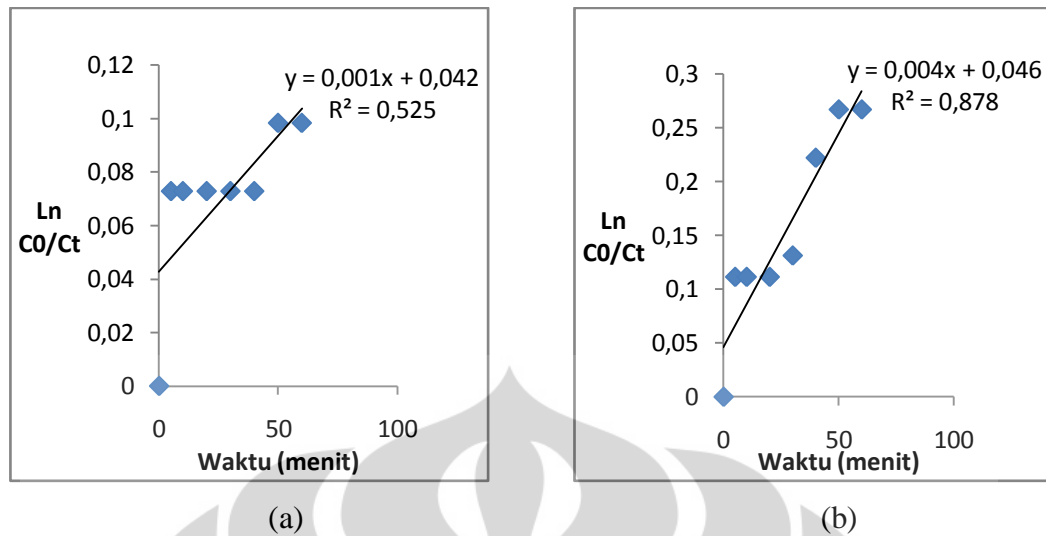 0,12
0,1
0,08
0,06
0,04
0,02
0
Ln
C0/Ct
y = 0,001x + 0,042
R² = 0,525
0 50 100
Waktu (menit)
(a)
0,3
0,25
0,2
0,15
0,1
0,05
0
Ln
C0/Ct
y = 0,004x + 0,046
R² = 0,878
0 50 100
Waktu (menit)
(b)